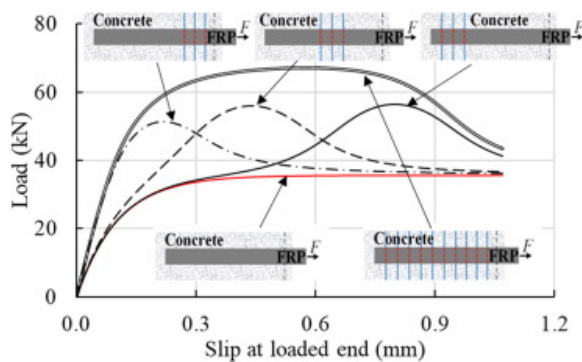 80
60
40
20
0
Load (kN)
0.0
0.3
0.6
0.9
1.2
Slip at loaded end (mm)
Concrete
FRP
F
Concrete
FRP
F
Concrete
FRP
F
Concrete
FRP
F
Concrete
FRP
F